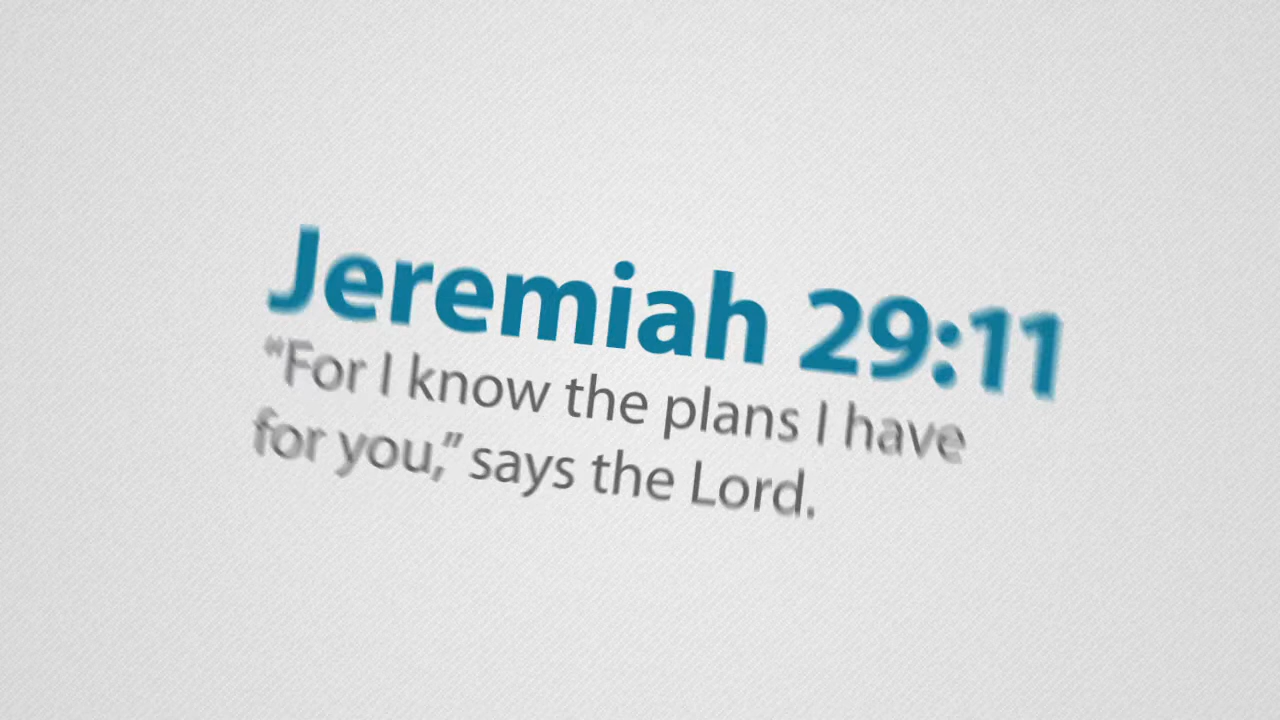 Jeremiah 29:11
“For I know the plans I have
for you,” says the Lord.